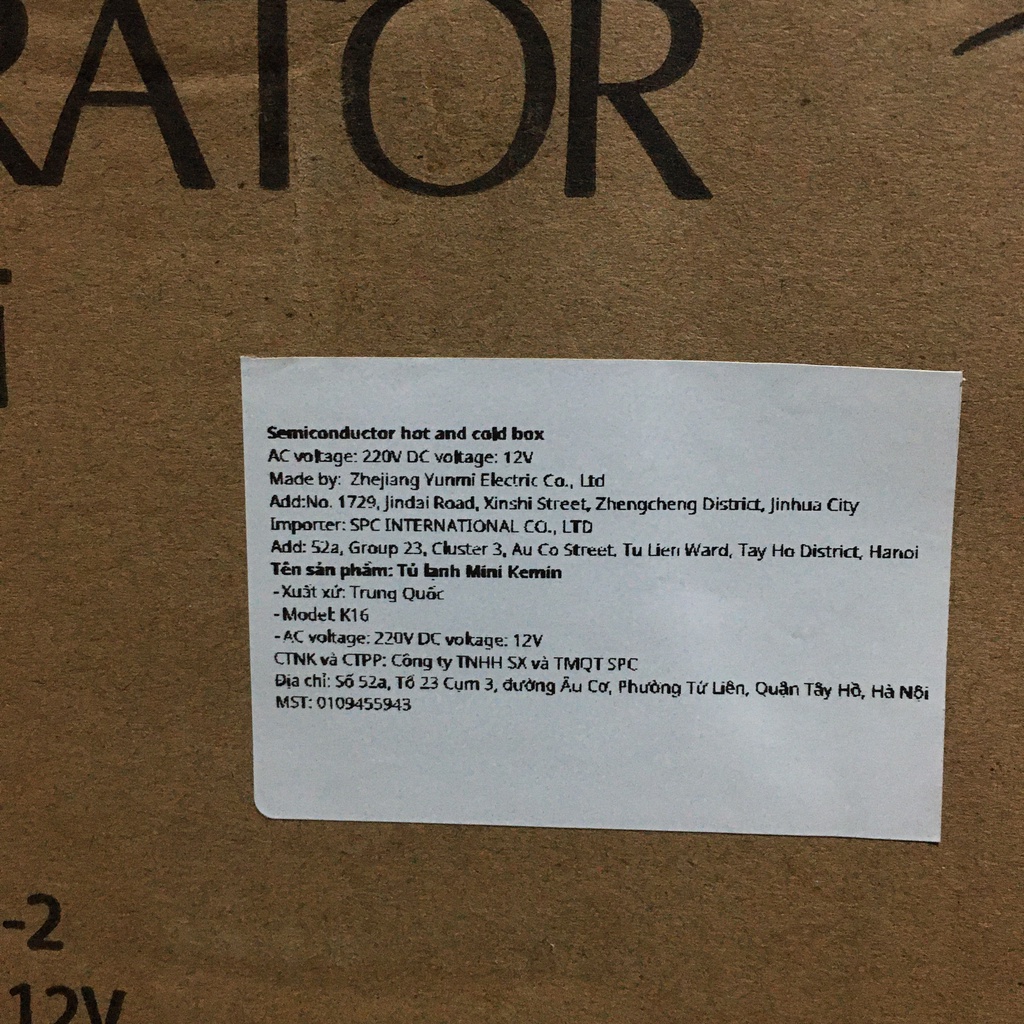 RATOR
i
Semiconductor hot and cold box
AC voltage: 220V DC voltage: 12V
Made by: Zhejiang Yunmi Electric Co., Ltd
Add:No. 1729, Jindai Road, Xinshi Street, Zhengcheng District, Jinhua City
Importer: SPC INTERNATIONAL CO., LTD
Add: 52a, Group 23, Cluster 3, Au Co Street, Tu Lien Ward, Tay Ho District, Hanoi
Tên sản phẩm: Tủ lạnh Mini Kemin
-Xuất xứ: Trung Quốc
-Model: K16
-AC voltage: 220V DC voltage: 12V
CTNK và CTPP: Công ty TNHH SX và TMQT SPC
Địa chỉ: Số 52a, Tổ 23 Cụm 3, đường Âu Cơ, Phường Tứ Liên, Quận Tây Hồ, Hà Nội
MST: 0109455943
-2
12V